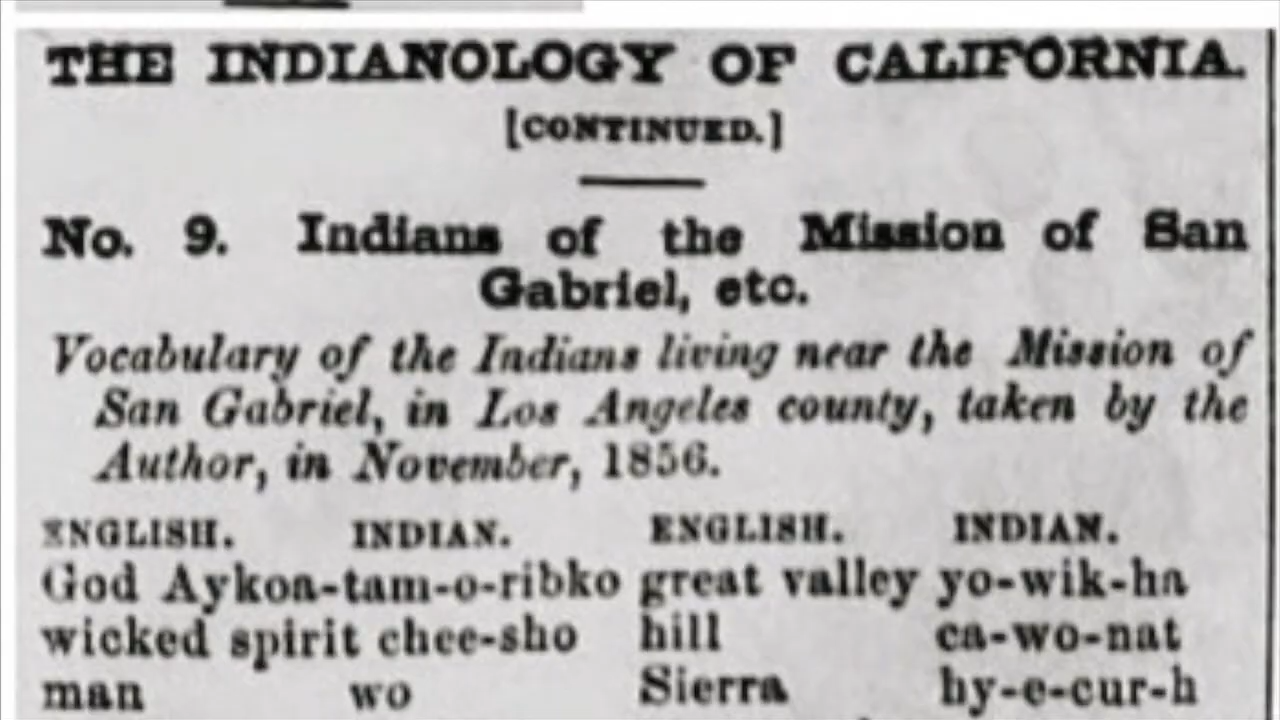 THE INDIANOLOGY OF CALIFORNIA.
[CONTINUED.]
No. 9. Indians of the Mission of San
Gabriel, etc.
Vocabulary of the Indians living near the Mission of
San Gabriel, in Los Angeles county, taken by the
Author, in November, 1856.
ENGLISH. INDIAN. ENGLISH. INDIAN.
God Aykoa-tam-o-ribko great valley yo-wik-ha
wicked spirit chee-sho hill ca-wo-nat
man wo Sierra hy-e-cur-h